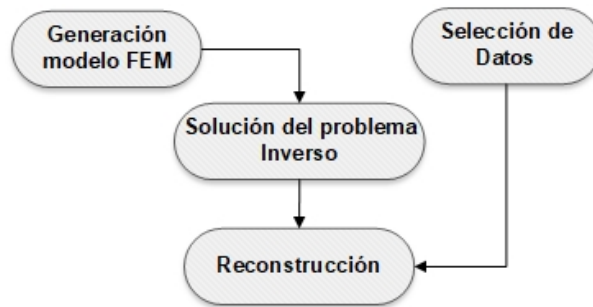 Generación
modelo FEM
Selección de
Datos
Solución del problema
Inverso
Reconstrucción